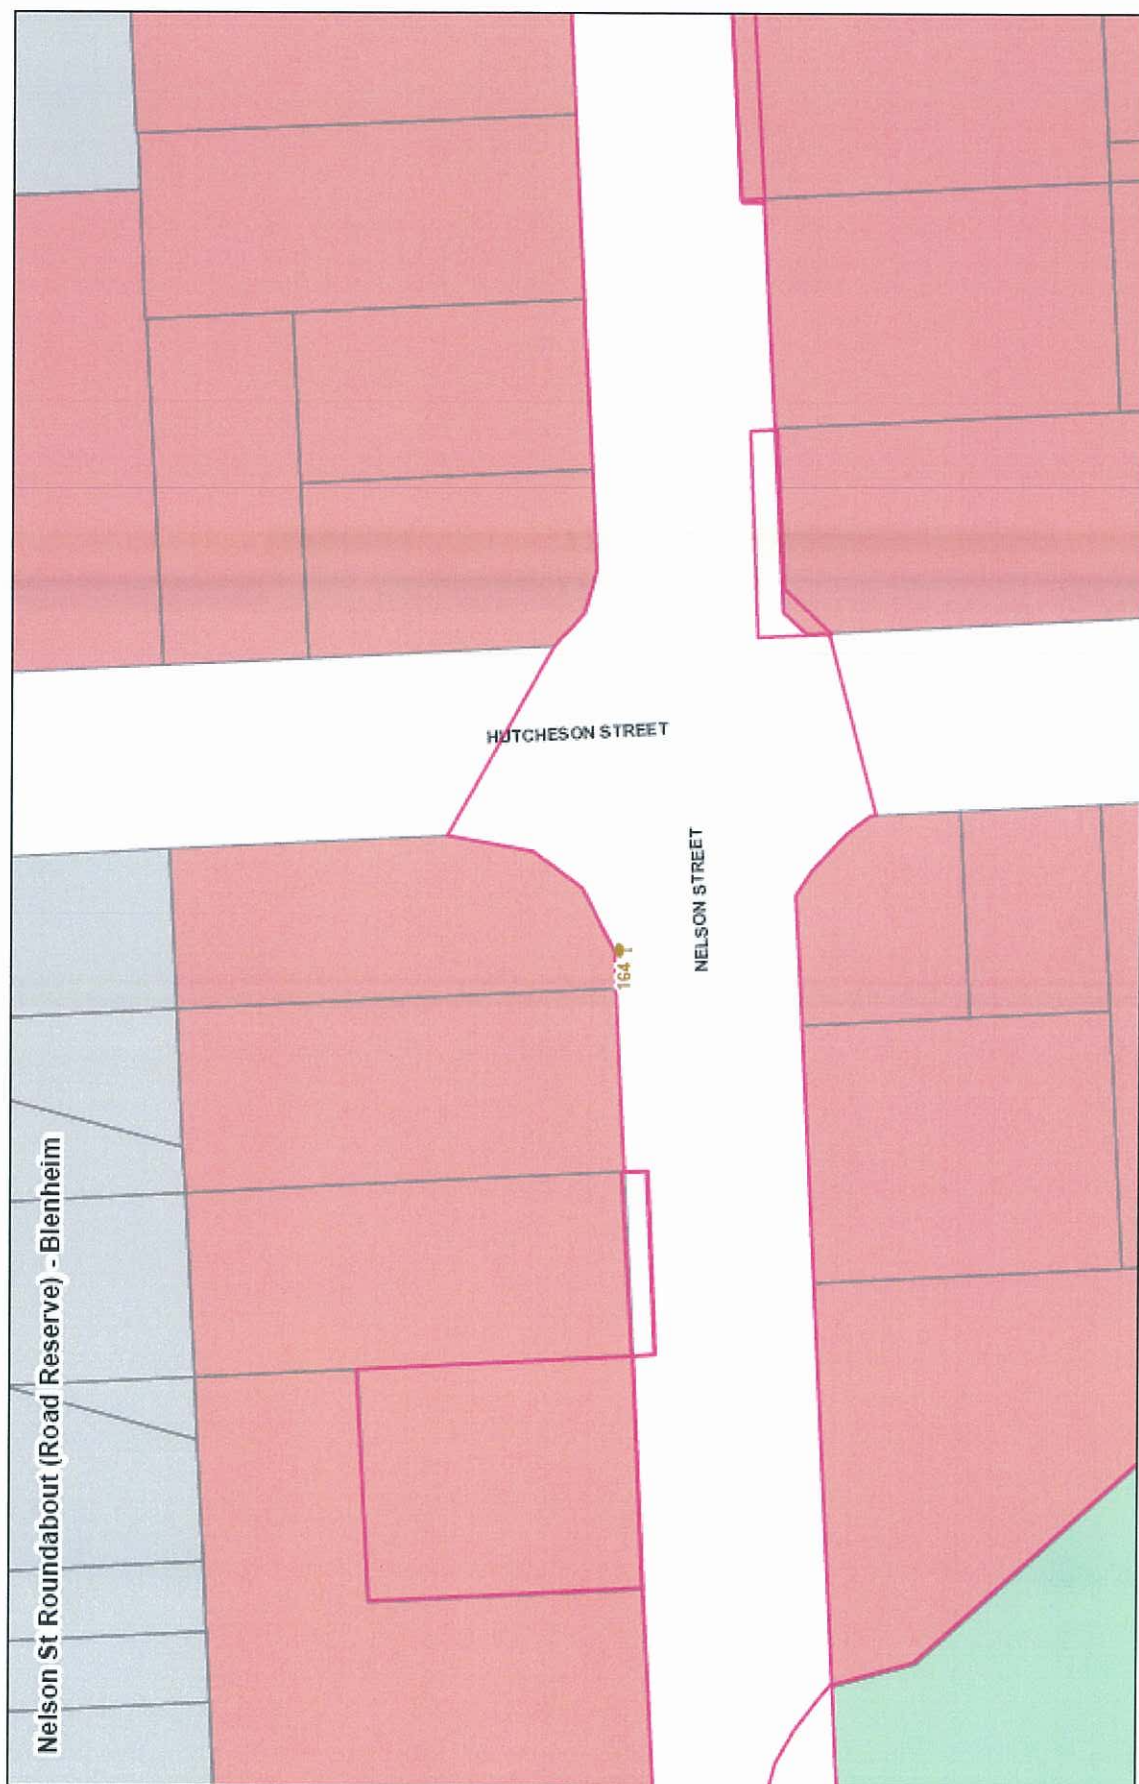 Nelson St Roundabout (Road Reserve) - Blenheim
HUTCHESON STREET
NELSON STREET
164 T